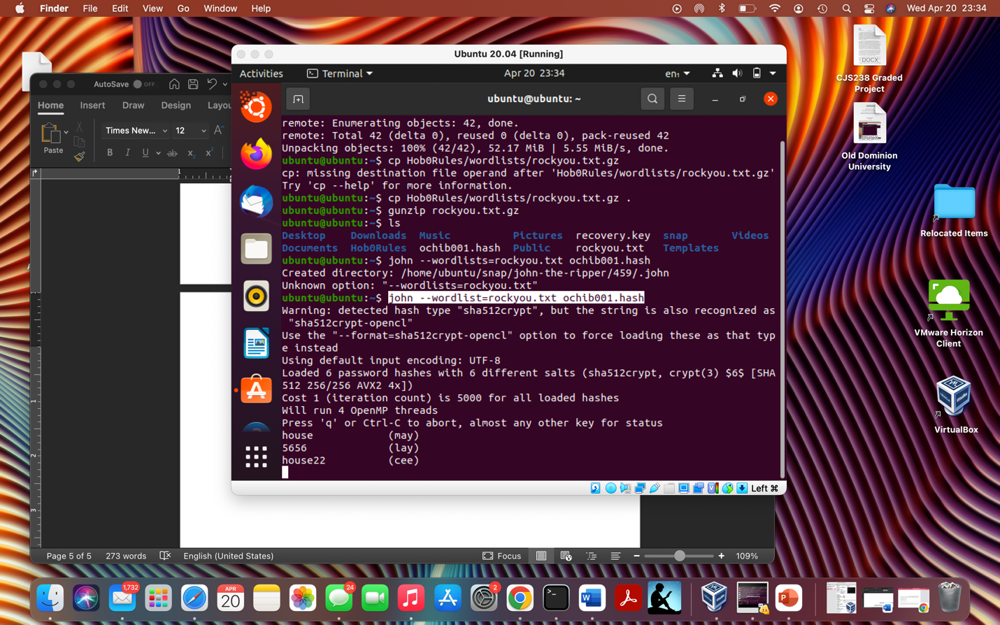 Finder File Edit View Go Window Help
Wed Apr 20 23:34
Ubuntu 20.04 [Running]
Activities
Terminal
Apr 20 23:34
en₁
ubuntu@ubuntu: ~
remote: Enumerating objects: 42, done.
remote: Total 42 (delta 0), reused 0 (delta 0), pack-reused 42
Unpacking objects: 100% (42/42), 52.17 MiB | 5.55 MiB/s, done.
ubuntu@ubuntu:~$ cp Hob0Rules/wordlists/rockyou.txt.gz
cp: missing destination file operand after 'Hob0Rules/wordlists/rockyou.txt.gz'
Try 'cp --help' for more information.
ubuntu@ubuntu:~$ cp Hob0Rules/wordlists/rockyou.txt.gz .
ubuntu@ubuntu:~$ gunzip rockyou.txt.gz
ubuntu@ubuntu:~$ ls
Desktop Downloads Music Pictures recovery.key snap Videos
Documents Hob0Rules ochib001.hash Public rockyou.txt Templates
ubuntu@ubuntu:~$ john --wordlists=rockyou.txt ochib001.hash
Created directory: /home/ubuntu/snap/john-the-ripper/459/.john
Unknown option: "--wordlists=rockyou.txt"
ubuntu@ubuntu:~$ john --wordlist=rockyou.txt ochib001.hash
Warning: detected hash type "sha512crypt", but the string is also recognized as
"sha512crypt-opencl"
Use the "--format=sha512crypt-opencl" option to force loading these as that typ
e instead
Using default input encoding: UTF-8
Loaded 6 password hashes with 6 different salts (sha512crypt, crypt(3) $6$ [SHA
512 256/256 AVX2 4x])
Cost 1 (iteration count) is 5000 for all loaded hashes
Will run 4 OpenMP threads
Press 'q' or Ctrl-C to abort, almost any other key for status
house (may)
5656 (lay)
house22 (cee)
Left ⌘
AutoSave OFF
Home Insert Draw Design Layou
Times New... 12
Paste
B I U ab x x
1
1
2
3
Page 5 of 5 273 words English (United States)
Focus
109%
DOCX
CJS238 Graded
Project
DOCX
Old Dominion
University
Relocated Items
VMware Horizon
Client
VirtualBox
1,732
APR
20
24
2
W
P